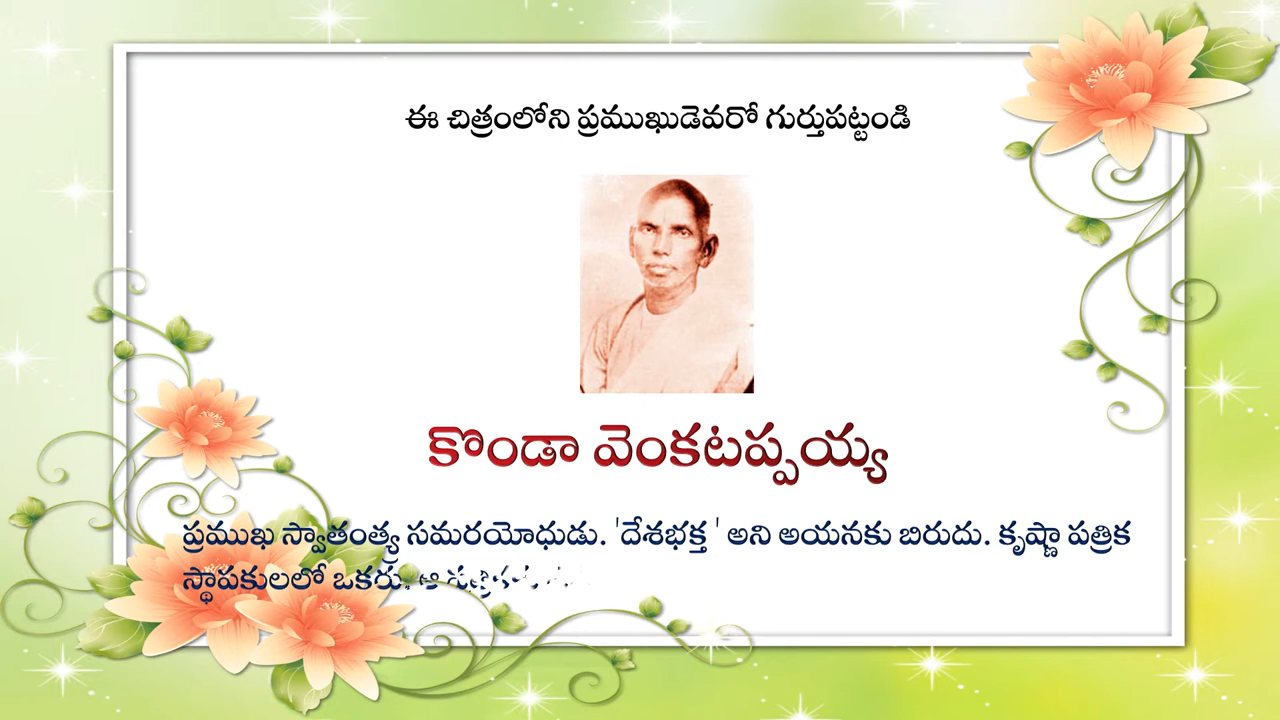 ఈ చిత్రంలోని ప్రముఖుడెవరో గుర్తుపట్టండి
కొండా వెంకటప్పయ్య
ప్రముఖ స్వాతంత్ర్య సమరయోధుడు. 'దేశభక్త ' అని అయనకు బిరుదు. కృష్ణా పత్రిక
స్థాపకులలో ఒకరు.